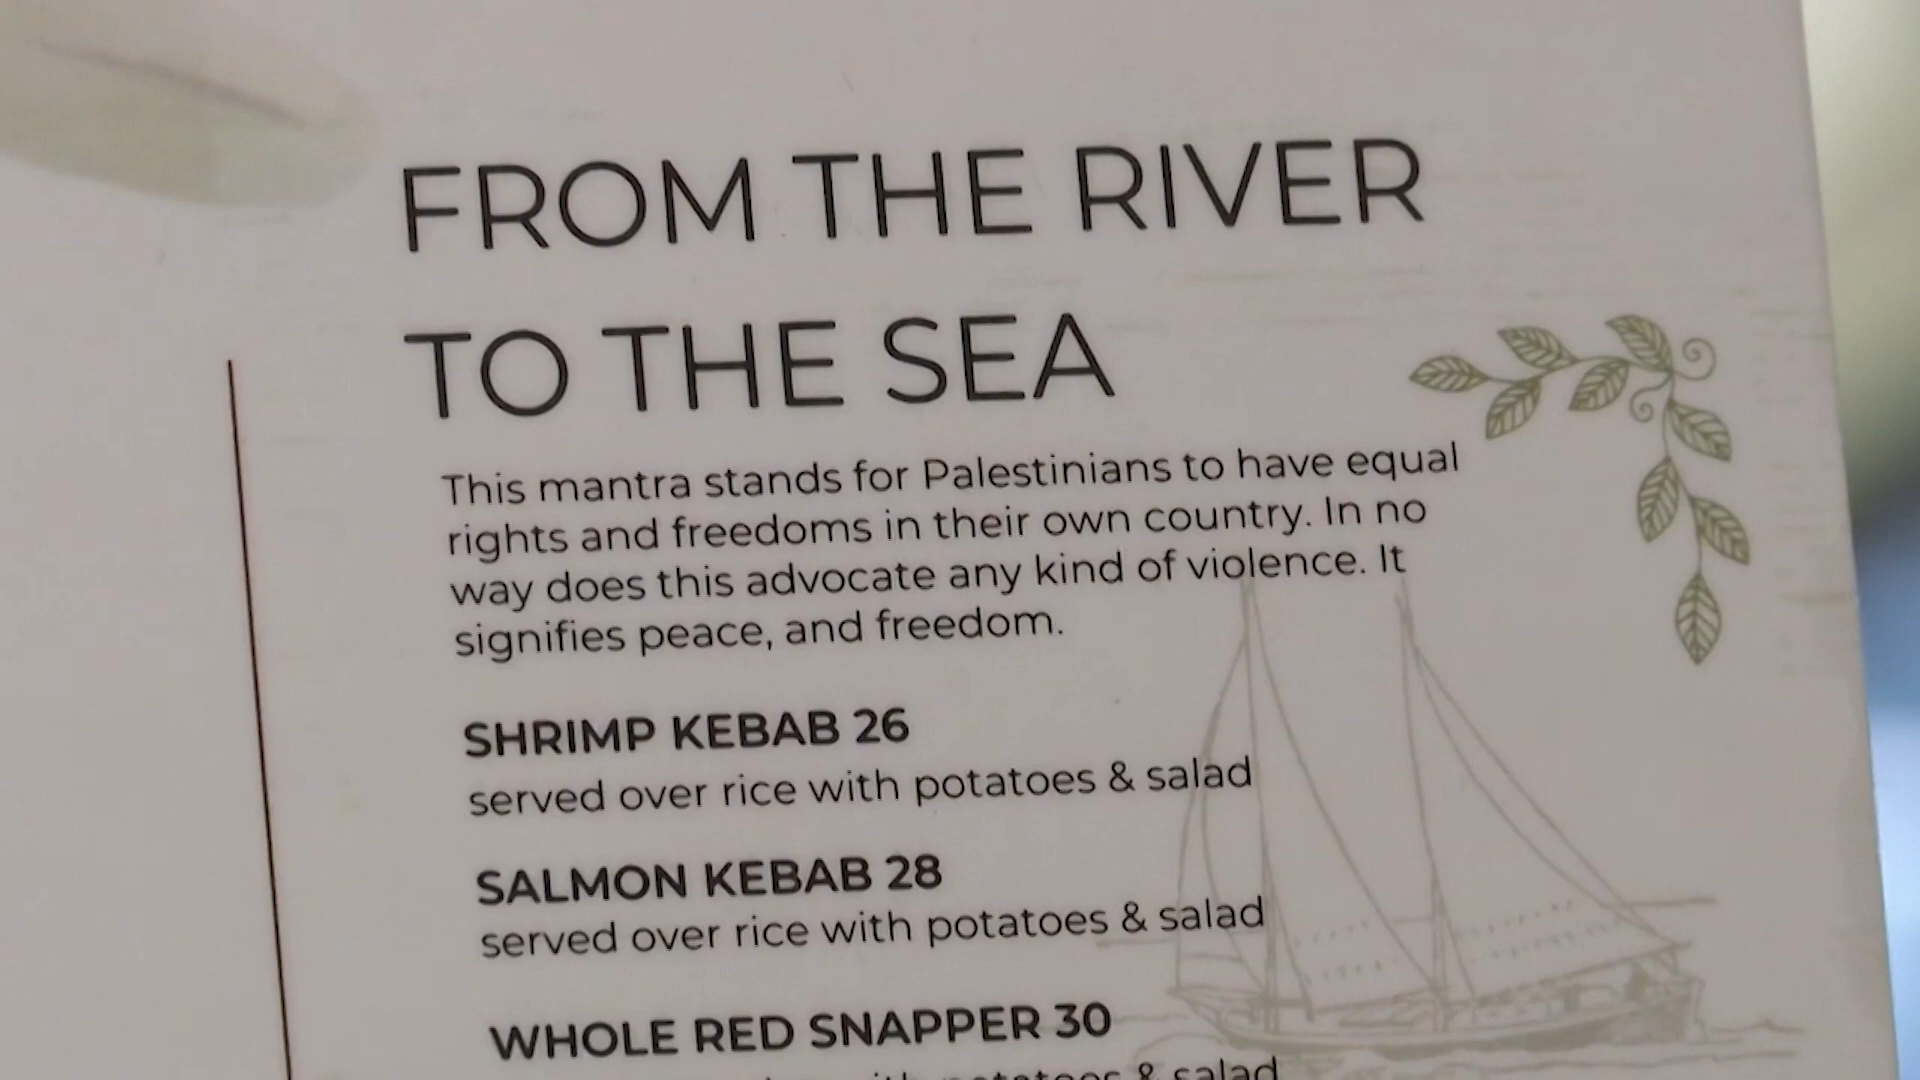 FROM THE RIVER
TO THE SEA
This mantra stands for Palestinians to have equal
rights and freedoms in their own country. In no
way does this advocate any kind of violence. It
signifies peace, and freedom.
SHRIMP KEBAB 26
served over rice with potatoes & salad
SALMON KEBAB 28
served over rice with potatoes & salad
WHOLE RED SNAPPER 30
with potatoes & salad